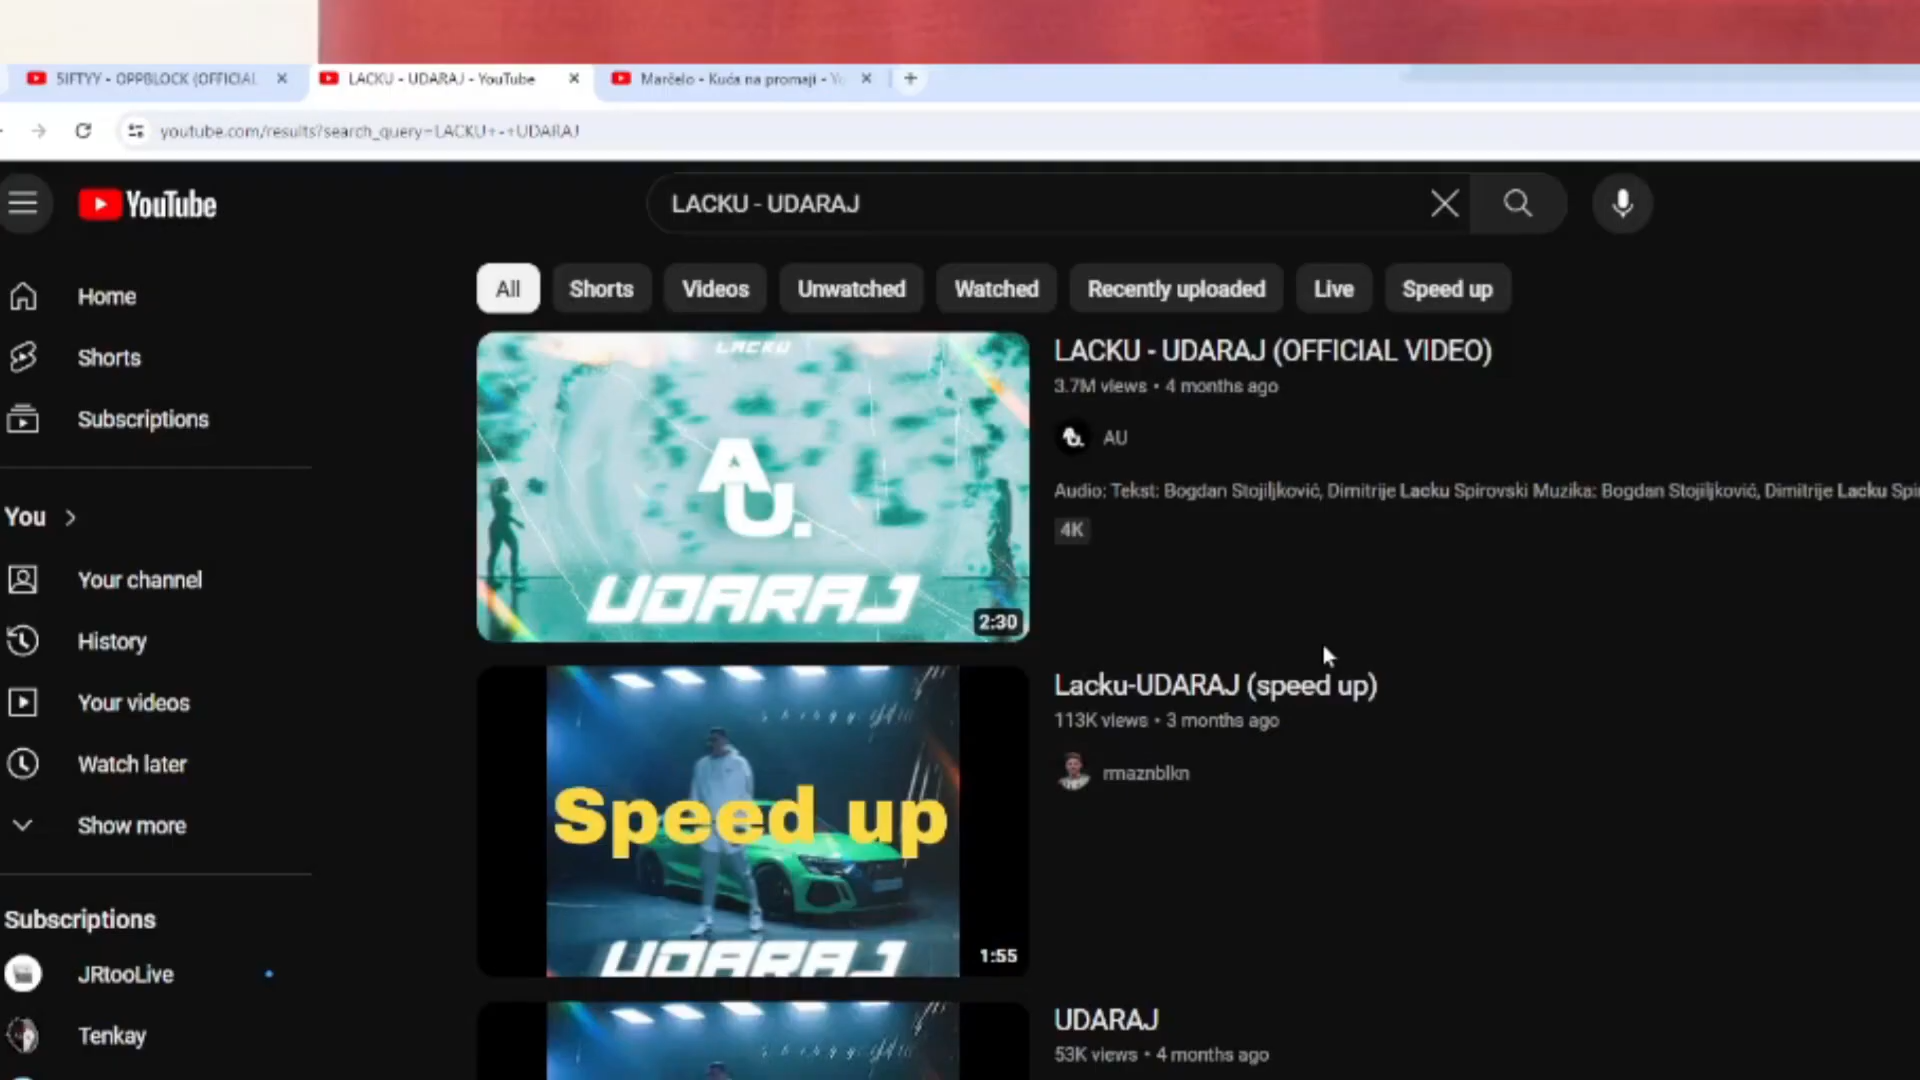 5IFTYY - OPPBLOCK (OFFICIAL
LACKU - UDARAJ - YouTube
Marčelo - Kuća na promaji - Yo
youtube.com/results?search_query=LACKU+-+UDARAJ
YouTube
LACKU - UDARAJ
All
Shorts
Videos
Unwatched
Watched
Recently uploaded
Live
Speed up
Home
Shorts
Subscriptions
You
Your channel
History
Your videos
Watch later
Show more
Subscriptions
JRtooLive
Tenkay
LACKU
AU.
UDARAJ
2:30
LACKU - UDARAJ (OFFICIAL VIDEO)
3.7M views • 4 months ago
AU
Audio: Tekst: Bogdan Stojiljković, Dimitrije Lacku Spirovski Muzika: Bogdan Stojiljković, Dimitrije Lacku Spi
4K
Speed up
UDARAJ
1:55
Lacku-UDARAJ (speed up)
113K views • 3 months ago
rmaznblkn
UDARAJ
53K views • 4 months ago